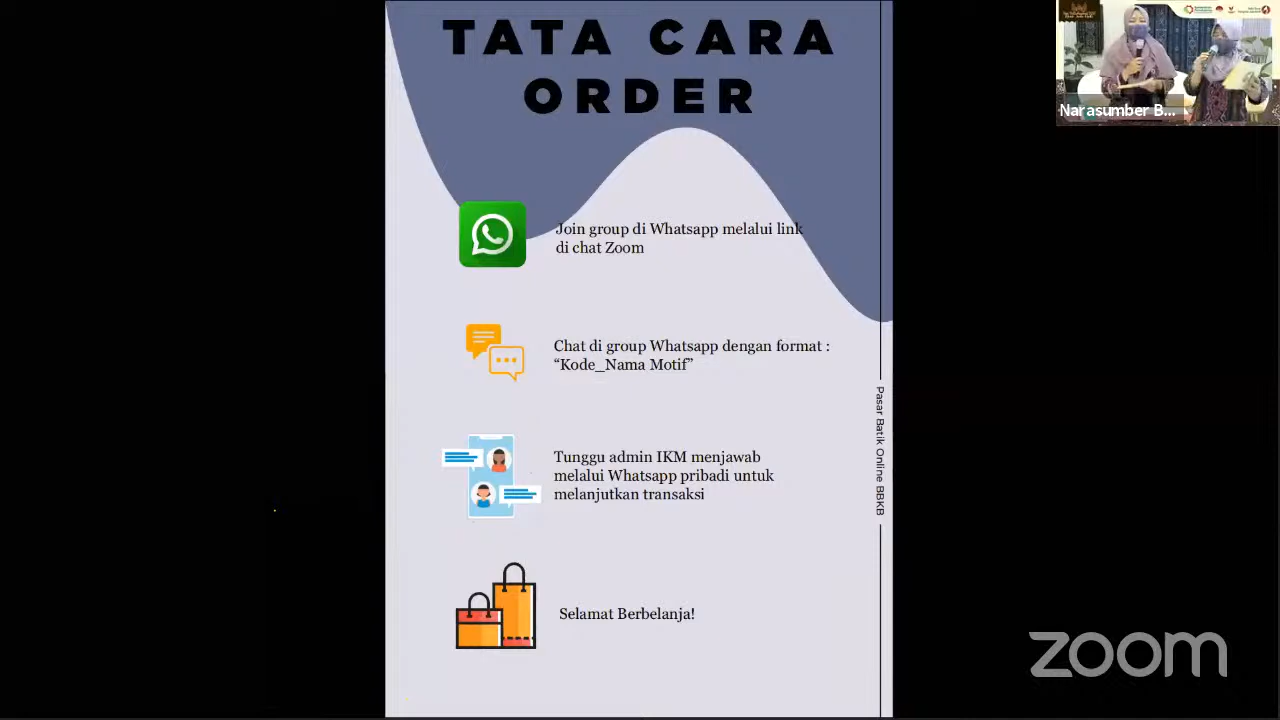 TATA CARA
ORDER
Join group di Whatsapp melalui link
di chat Zoom
Chat di group Whatsapp dengan format :
“Kode_Nama Motif”
Tunggu admin IKM menjawab
melalui Whatsapp pribadi untuk
melanjutkan transaksi
Selamat Berbelanja!
Pasar Batik Online BBKB
Narasumber B...
zoom